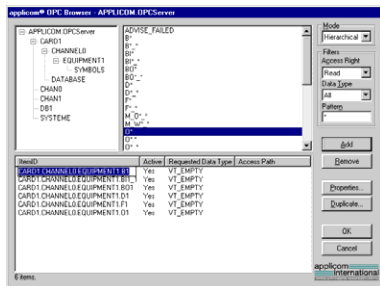 applicom® OPC Browser - APPLICOM.OPCServer
APPLICOM.OPCServer
CARD1
CHANNEL0
EQUIPMENT1
SYMBOLS
DATABASE
CHAN0
CHAN1
DB1
SYSTEME
ADVISE_FAILED
B*
B*_*
BI*
BI_*
BO*
BO*_*
D*
D*_*
F*
F*_*
M_O*_*
M_W*_*
O*
O*_*
Mode
Hierarchical
Filters
Access Right
Read
Data Type
All
Pattern
*
Add
Remove
Properties...
Duplicate...
OK
Cancel
ItemID Active Requested Data Type Access Path
CARD1.CHANNEL0.EQUIPMENT1.B1 Yes VT_EMPTY
CARD1.CHANNEL0.EQUIPMENT1.BI1_1 Yes VT_EMPTY
CARD1.CHANNEL0.EQUIPMENT1.BO1 Yes VT_EMPTY
CARD1.CHANNEL0.EQUIPMENT1.D1 Yes VT_EMPTY
CARD1.CHANNEL0.EQUIPMENT1.F1 Yes VT_EMPTY
CARD1.CHANNEL0.EQUIPMENT1.O1 Yes VT_EMPTY
applicom
international
6 items.